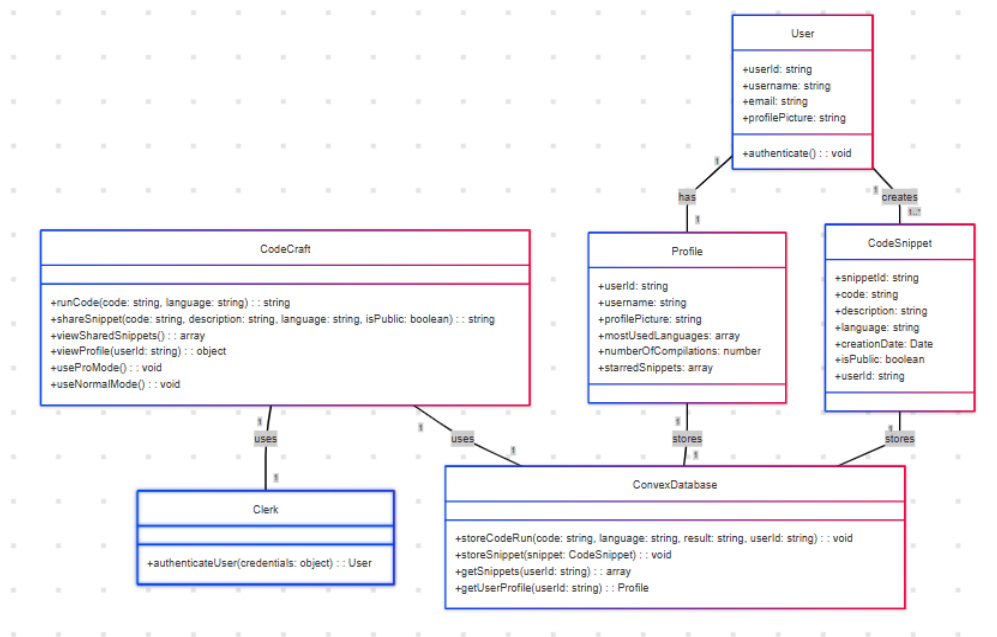 User
+userId: string
+username: string
+email: string
+profilePicture: string
+authenticate() : : void
1
1
has
creates
1
1..*
CodeCraft
+runCode(code: string, language: string) : : string
+shareSnippet(code: string, description: string, language: string, isPublic: boolean) : : string
+viewSharedSnippets() : : array
+viewProfile(userId: string) : : object
+useProMode() : : void
+useNormalMode() : : void
Profile
+userId: string
+username: string
+profilePicture: string
+mostUsedLanguages: array
+numberOfCompilations: number
+starredSnippets: array
CodeSnippet
+snippetId: string
+code: string
+description: string
+language: string
+creationDate: Date
+isPublic: boolean
+userId: string
1
1
1
1
uses
uses
stores
stores
1
1
1
Clerk
+authenticateUser(credentials: object) : : User
ConvexDatabase
+storeCodeRun(code: string, language: string, result: string, userId: string) : : void
+storeSnippet(snippet: CodeSnippet) : : void
+getSnippets(userId: string) : : array
+getUserProfile(userId: string) : : Profile